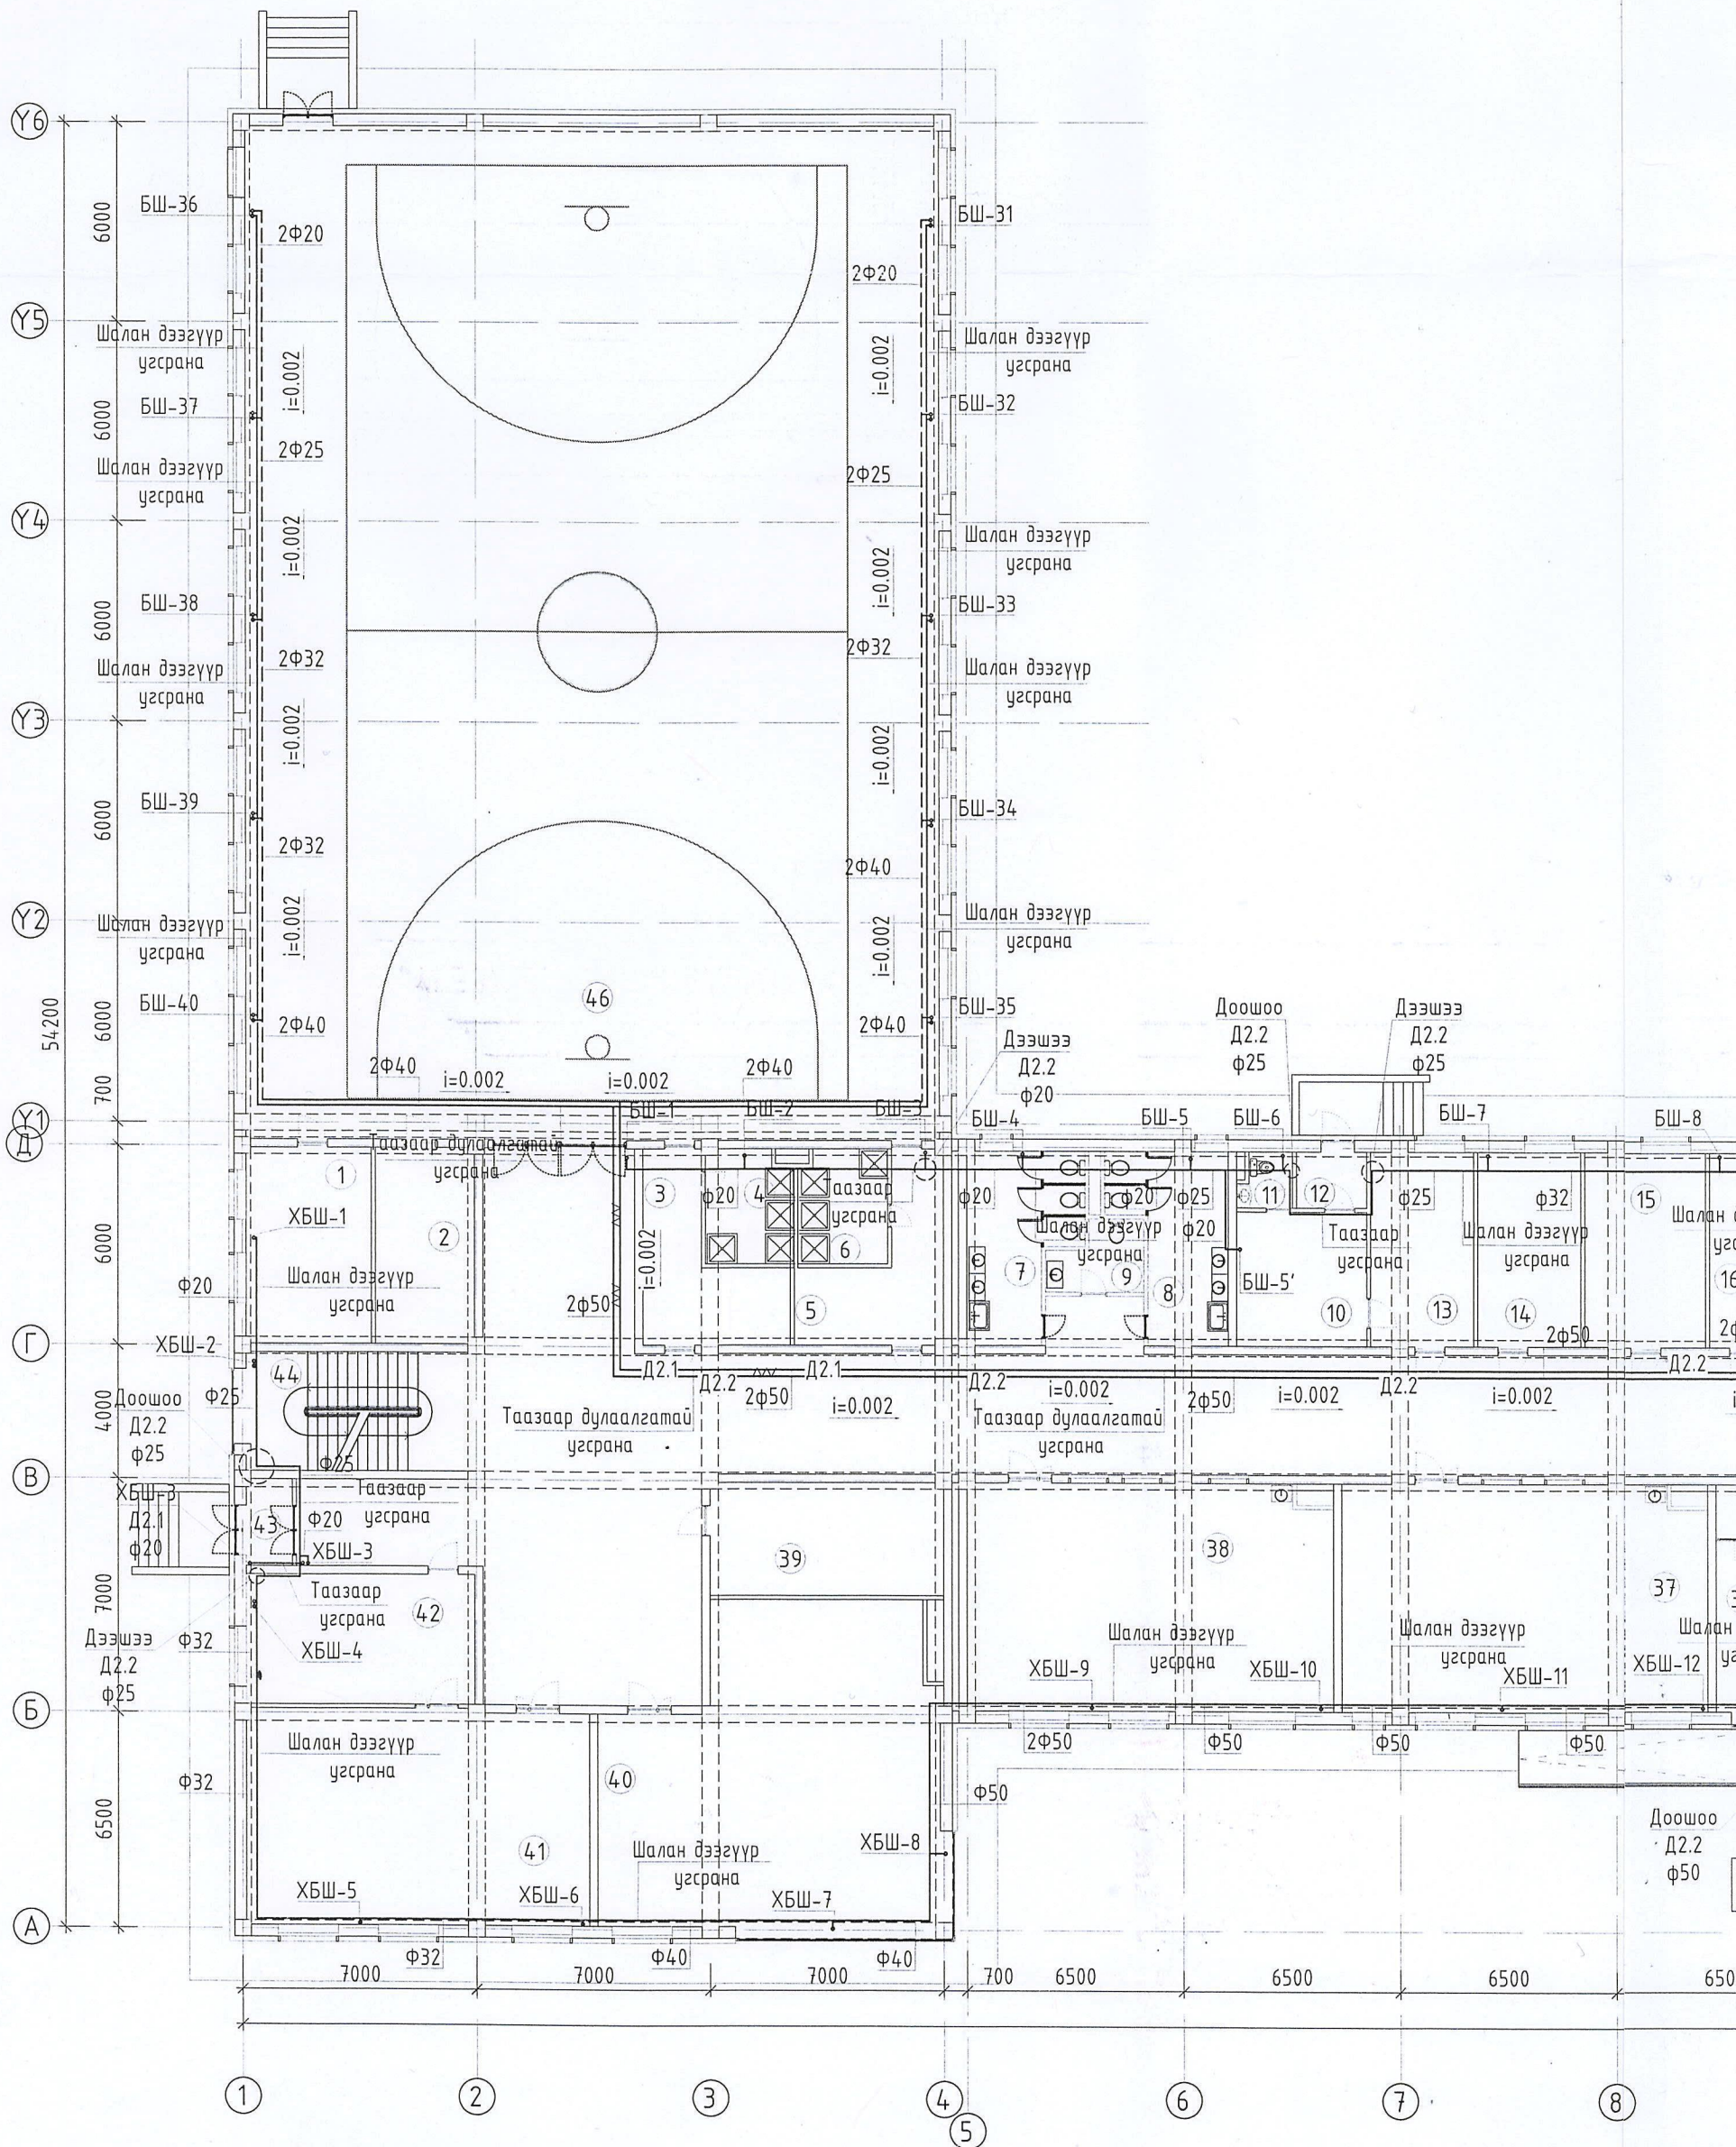 Y6
БШ-36
БШ-31
6000
2Ф20
2Ф20
Y5
Шалан дээгүүр
угсрана
Шалан дээгүүр
угсрана
i=0.002
i=0.002
БШ-37
БШ-32
6000
2Ф25
2Ф25
Шалан дээгүүр
угсрана
Y4
Шалан дээгүүр
угсрана
i=0.002
i=0.002
БШ-38
БШ-33
6000
2Ф32
2Ф32
Шалан дээгүүр
угсрана
Шалан дээгүүр
угсрана
Y3
i=0.002
i=0.002
БШ-39
БШ-34
6000
2Ф32
2Ф40
Y2
Шалан дээгүүр
угсрана
Шалан дээгүүр
угсрана
i=0.002
i=0.002
46
БШ-40
БШ-35
54200
6000
2Ф40
2Ф40
Доошоо
Д2.2
ф25
Дээшээ
Д2.2
ф25
Дээшээ
Д2.2
ф20
2Ф40
i=0.002
i=0.002
2Ф40
700
Y1
Д
БШ-1
БШ-2
БШ-3
БШ-4
БШ-5
БШ-6
БШ-7
БШ-8
Таазаар дулаалгатай
угсрана
1
2
3
ф20
4
Таазаар
угсрана
6
5
ф20
ф20
ф25
ф20
11
12
ф25
ф32
15
Шалан
ХБШ-1
6000
Шалан дээгүүр
угсрана
Ф20
i=0.002
2ф50
Шалан дээгүүр
угсрана
7
9
8
БШ-5'
Таазаар
угсрана
Шалан дээгүүр
угсрана
10
13
14
2ф50
16
Г
ХБШ-2
44
Д2.1
Д2.2
Д2.1
Д2.2
Д2.2
Д2.2
2ф50
i=0.002
i=0.002
2ф50
i=0.002
i=0.002
Доошоо
Д2.2
ф25
Ф25
4000
Таазаар дулаалгатай
угсрана
Таазаар дулаалгатай
угсрана
Ф25
В
ХБШ-3
Д2.1
ф20
43
Таазаар
угсрана
Ф20
ХБШ-3
39
38
37
7000
Таазаар
угсрана
42
Дээшээ
Д2.2
ф25
Ф32
ХБШ-4
Шалан дээгүүр
угсрана
Шалан дээгүүр
угсрана
Шалан
ХБШ-9
ХБШ-10
ХБШ-11
ХБШ-12
Б
Шалан дээгүүр
угсрана
2Ф50
Ф50
Ф50
Ф50
Ф32
40
Ф50
6500
41
Шалан дээгүүр
угсрана
ХБШ-8
Доошоо
Д2.2
ф50
ХБШ-5
ХБШ-6
ХБШ-7
А
Ф32
Ф40
Ф40
7000
7000
7000
700
6500
6500
6500
650
1
2
3
4
5
6
7
8